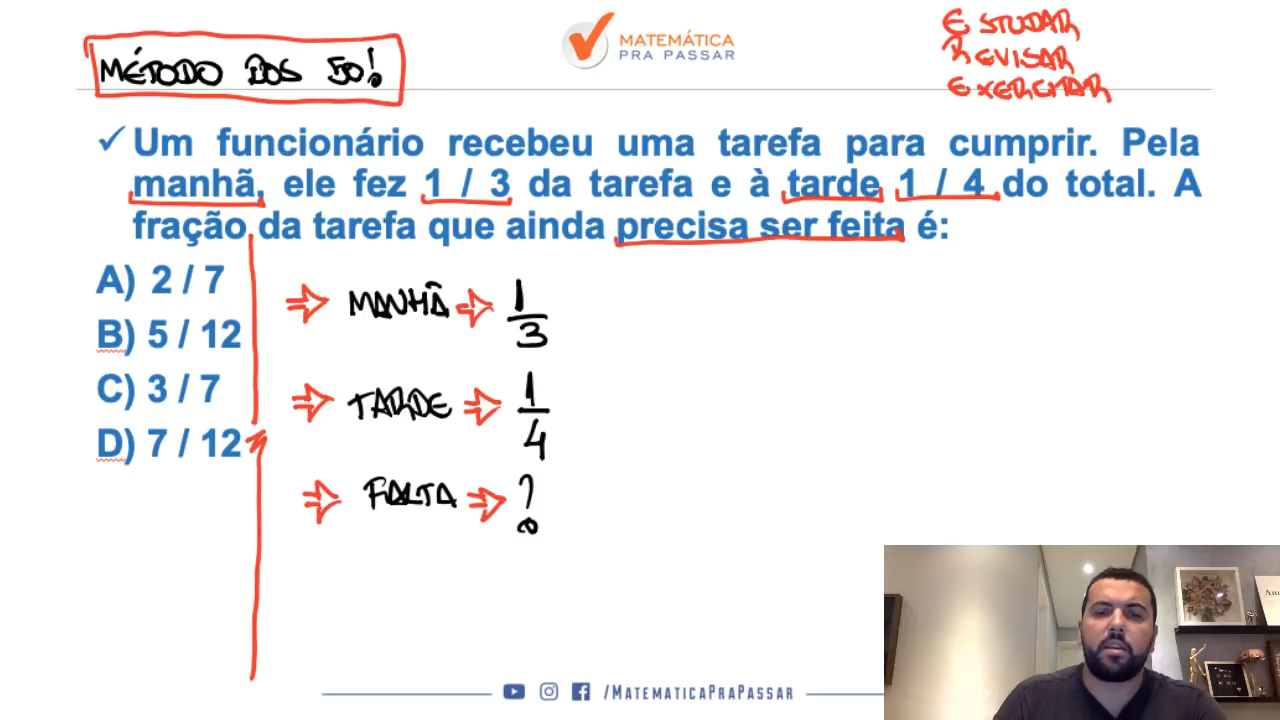 MÉTODO DOS 50!
MATEMÁTICA
PRA PASSAR
ESTUDAR
REVISAR
EXERCITAR
Um funcionário recebeu uma tarefa para cumprir. Pela
manhã, ele fez 1 / 3 da tarefa e à tarde 1 / 4 do total. A
fração da tarefa que ainda precisa ser feita é:
A) 2 / 7
B) 5 / 12
C) 3 / 7
D) 7 / 12
⇒ MANHÃ ⇒ 1/3
⇒ TARDE ⇒ 1/4
⇒ FALTA ⇒ ?
/MATEMATICAPRAPASSAR